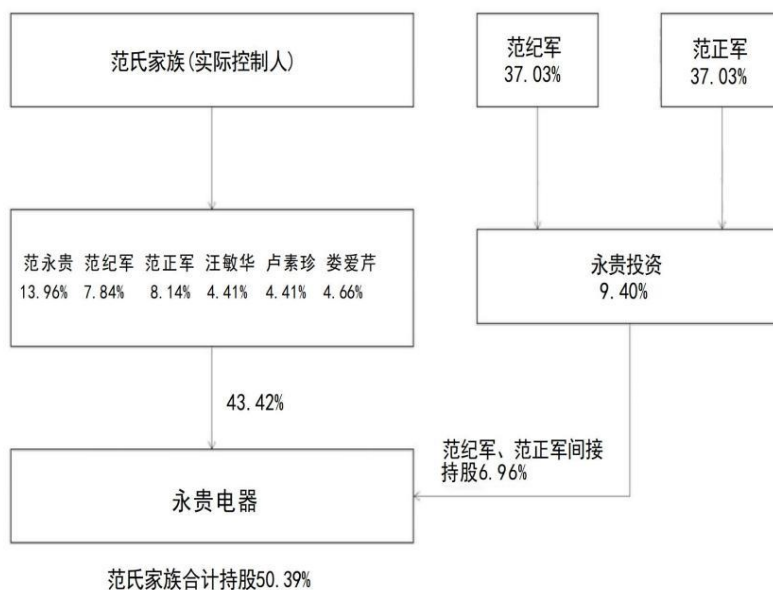 范氏家族(实际控制人)
范纪军
37.03%
范正军
37.03%
范永贵 范纪军 范正军 汪敏华 卢素珍 娄爱芹
13.96% 7.84% 8.14% 4.41% 4.41% 4.66%
永贵投资
9.40%
43.42%
范纪军、范正军间接
持股6.96%
永贵电器
范氏家族合计持股50.39%